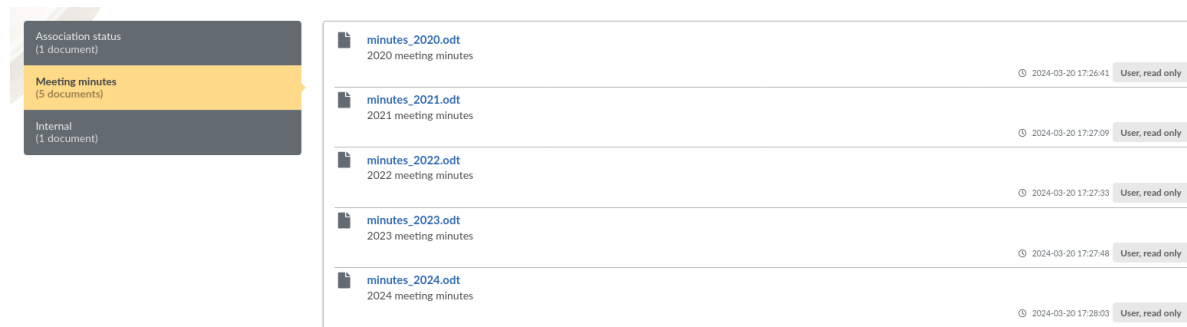 Association status
(1 document)
Meeting minutes
(5 documents)
Internal
(1 document)
minutes_2020.odt
2020 meeting minutes
2024-03-20 17:26:41 User, read only
minutes_2021.odt
2021 meeting minutes
2024-03-20 17:27:09 User, read only
minutes_2022.odt
2022 meeting minutes
2024-03-20 17:27:33 User, read only
minutes_2023.odt
2023 meeting minutes
2024-03-20 17:27:48 User, read only
minutes_2024.odt
2024 meeting minutes
2024-03-20 17:28:03 User, read only